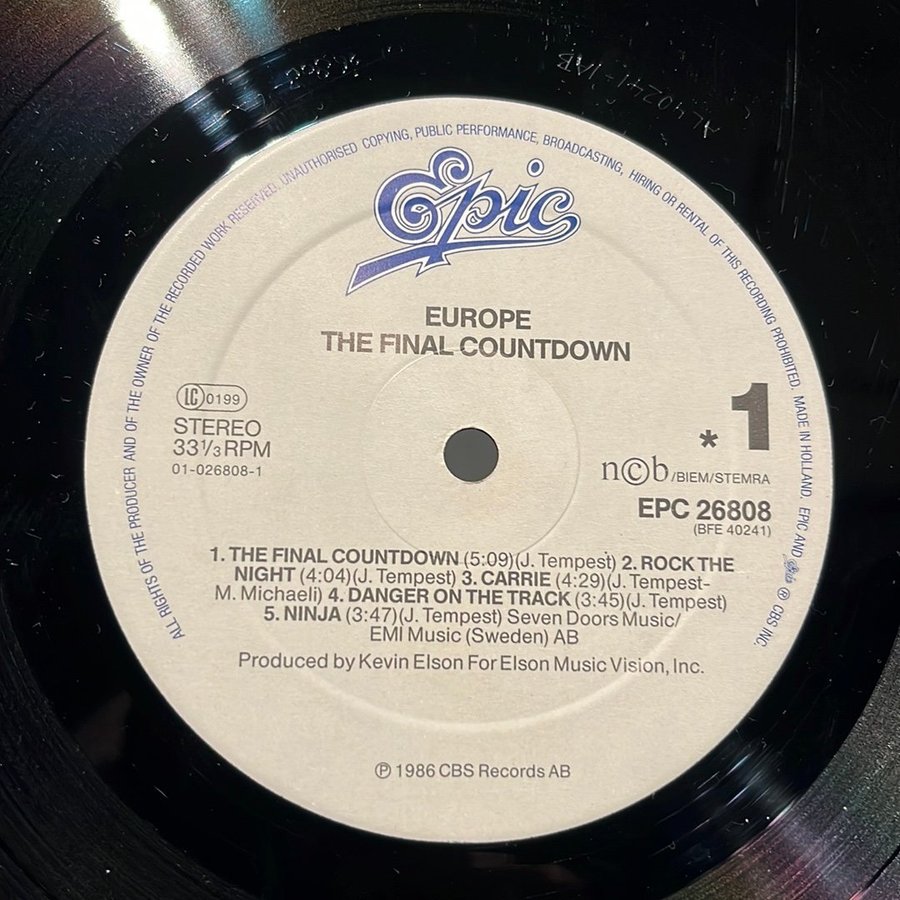 ALL RIGHTS OF THE PRODUCER AND OF THE OWNER OF THE RECORDED WORK RESERVED. UNAUTHORISED COPYING, PUBLIC PERFORMANCE, BROADCASTING, HIRING OR RENTAL OF THIS RECORDING PROHIBITED. MADE IN HOLLAND. EPIC AND Epic ® CBS INC.
Epic
EUROPE
THE FINAL COUNTDOWN
LC 0199
STEREO
33 1/3 RPM
01-026808-1
* 1
n©b/BIEM/STEMRA
EPC 26808
(BFE 40241)
1. THE FINAL COUNTDOWN (5:09)(J. Tempest) 2. ROCK THE
NIGHT (4:04)(J. Tempest) 3. CARRIE (4:29)(J. Tempest-
M. Michaeli) 4. DANGER ON THE TRACK (3:45)(J. Tempest)
5. NINJA (3:47)(J. Tempest) Seven Doors Music/
EMI Music (Sweden) AB
Produced by Kevin Elson For Elson Music Vision, Inc.
℗ 1986 CBS Records AB